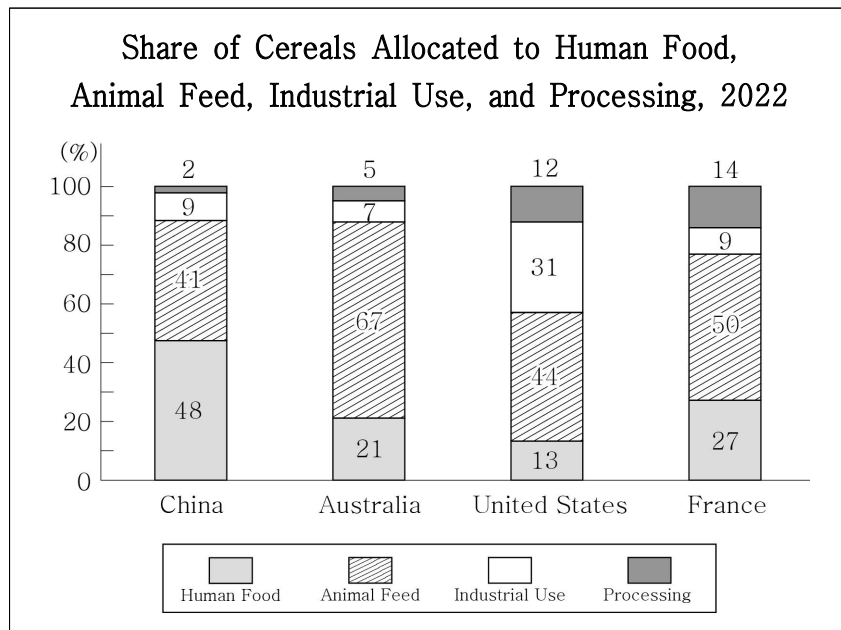 Share of Cereals Allocated to Human Food,
Animal Feed, Industrial Use, and Processing, 2022
(%)
2 5 12 14
100
9 7 31 9
80
41 67 44 50
60
40
48 21 13 27
20
0
China Australia United States France
Human Food Animal Feed Industrial Use Processing